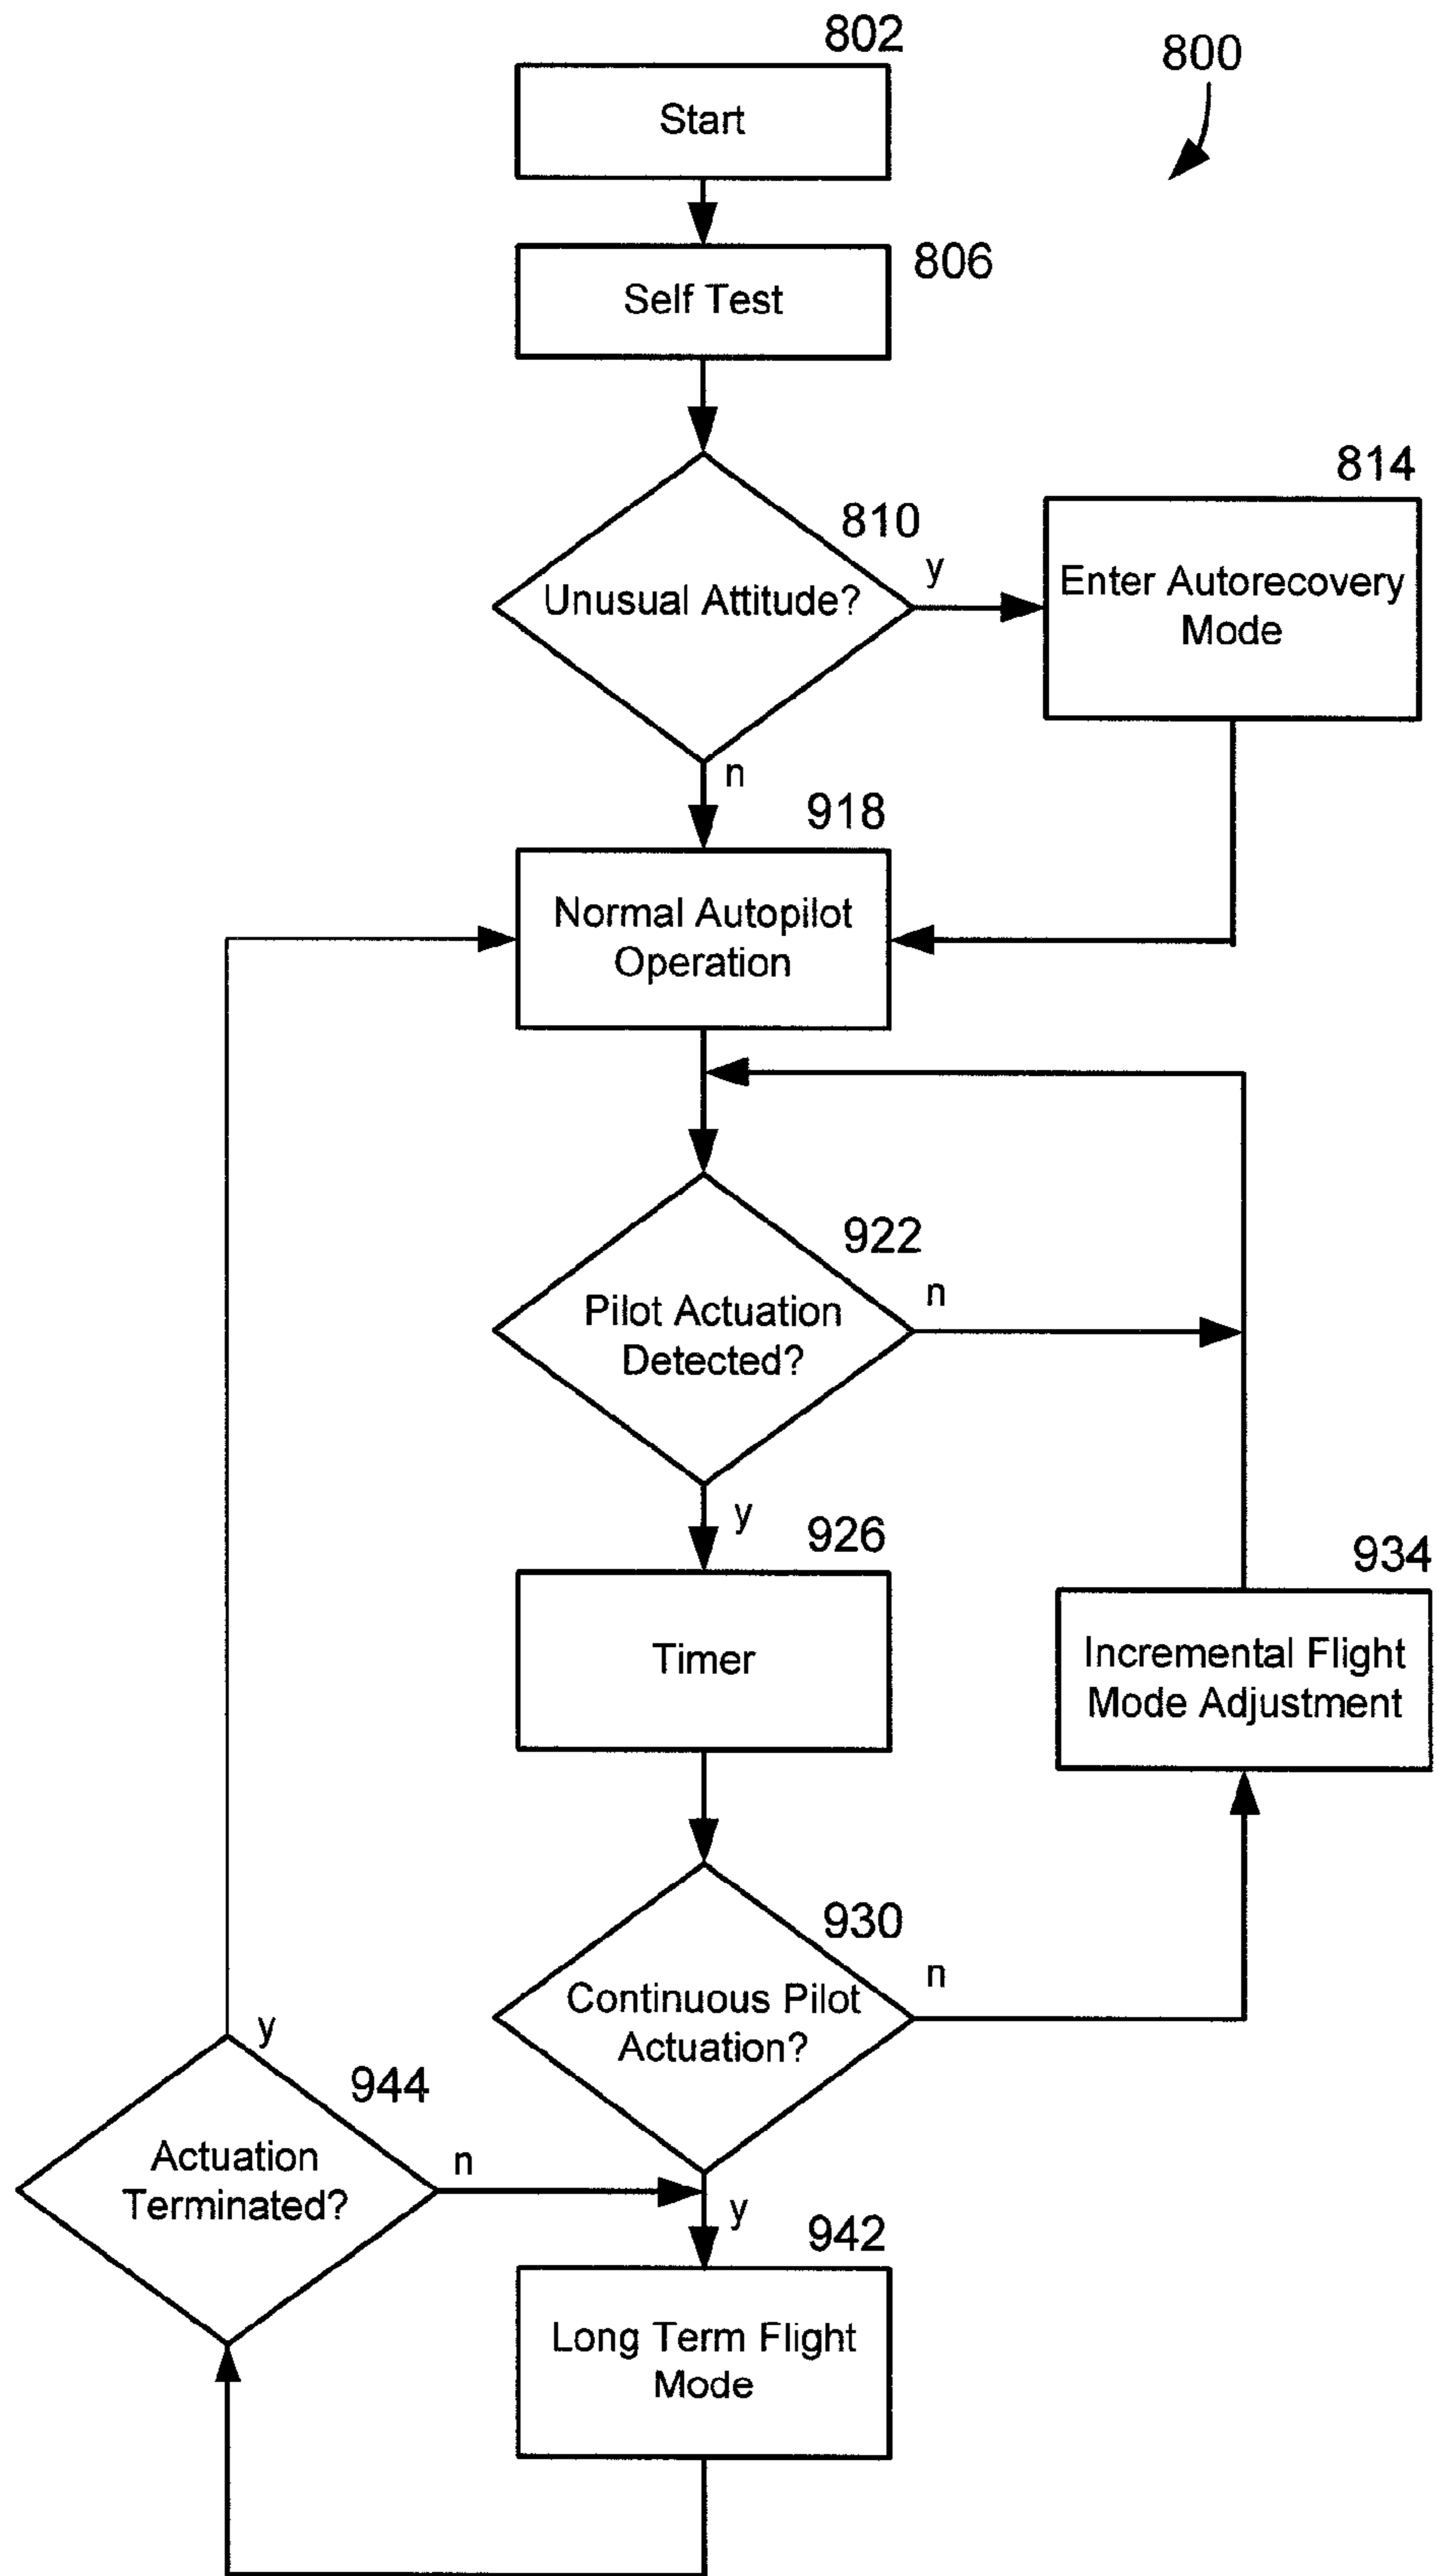 802
800
Start
806
Self Test
814
810
y
Unusual Attitude?
Enter Autorecovery
Mode
n
918
Normal Autopilot
Operation
922
n
Pilot Actuation
Detected?
y
926
934
Timer
Incremental Flight
Mode Adjustment
930
n
Continuous Pilot
Actuation?
y
944
Actuation
Terminated?
n
y
942
Long Term Flight
Mode